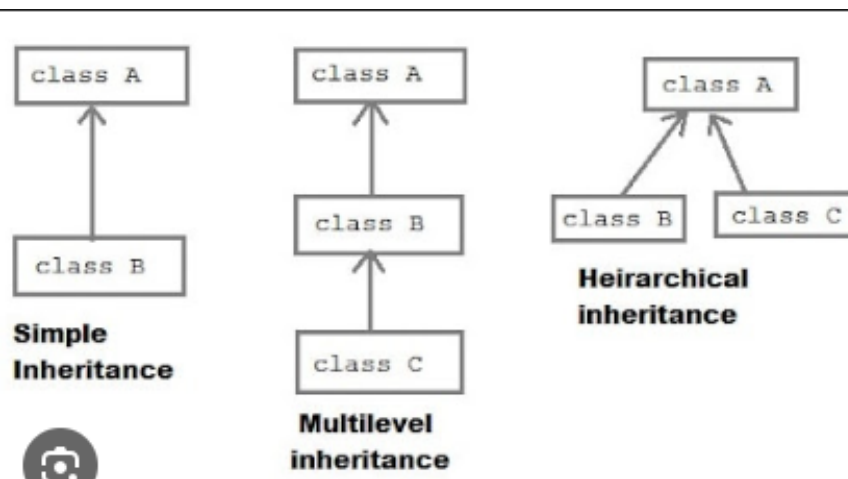 class A
class B
Simple
Inheritance
class A
class B
class C
Multilevel
inheritance
class A
class B
class C
Heirarchical
inheritance